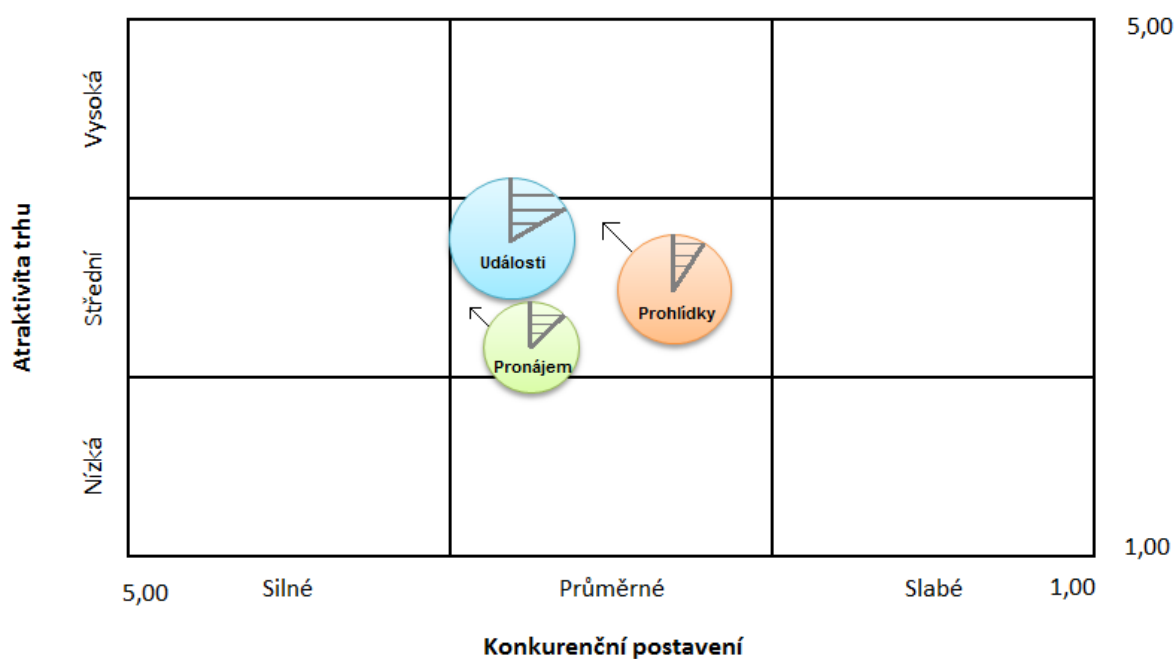 5,00
Vysoká
Atraktivita trhu
Střední
Nízká
Události
Prohlídky
Pronájem
1,00
5,00
Silné
Průměrné
Slabé
1,00
Konkurenční postavení